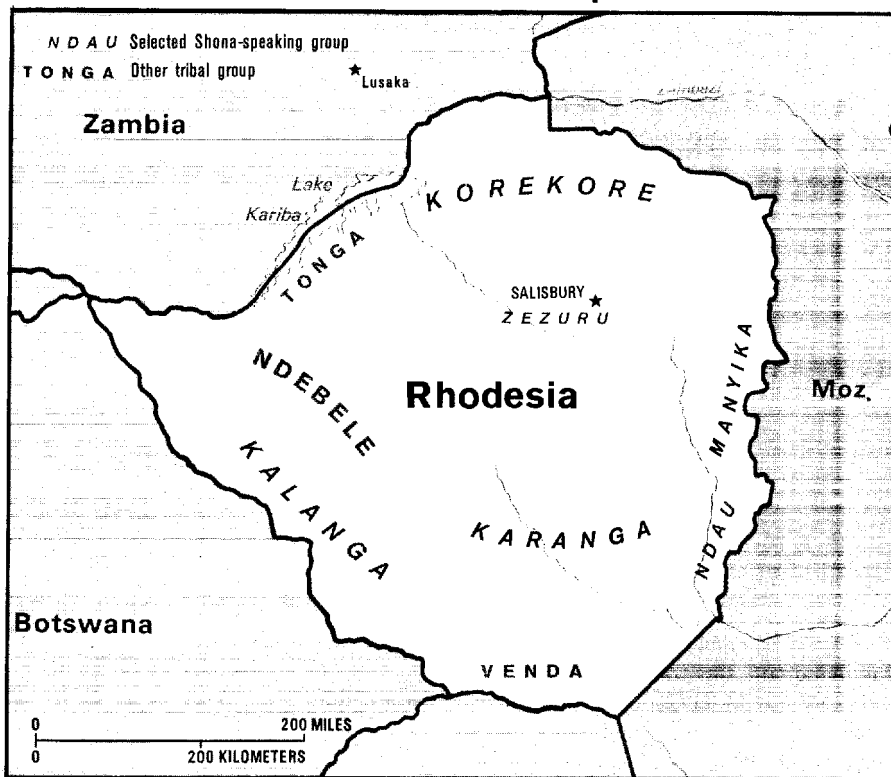 NDAU Selected Shona-speaking group
TONGA Other tribal group
Lusaka
Zambia
Lake
Kariba
KOREKORE
TONGA
SALISBURY
ZEZURU
NDEBELE
Rhodesia
MANYIKA
Moz.
KALANGA
KARANGA
NDAU
Botswana
VENDA
0 200 MILES
0 200 KILOMETERS